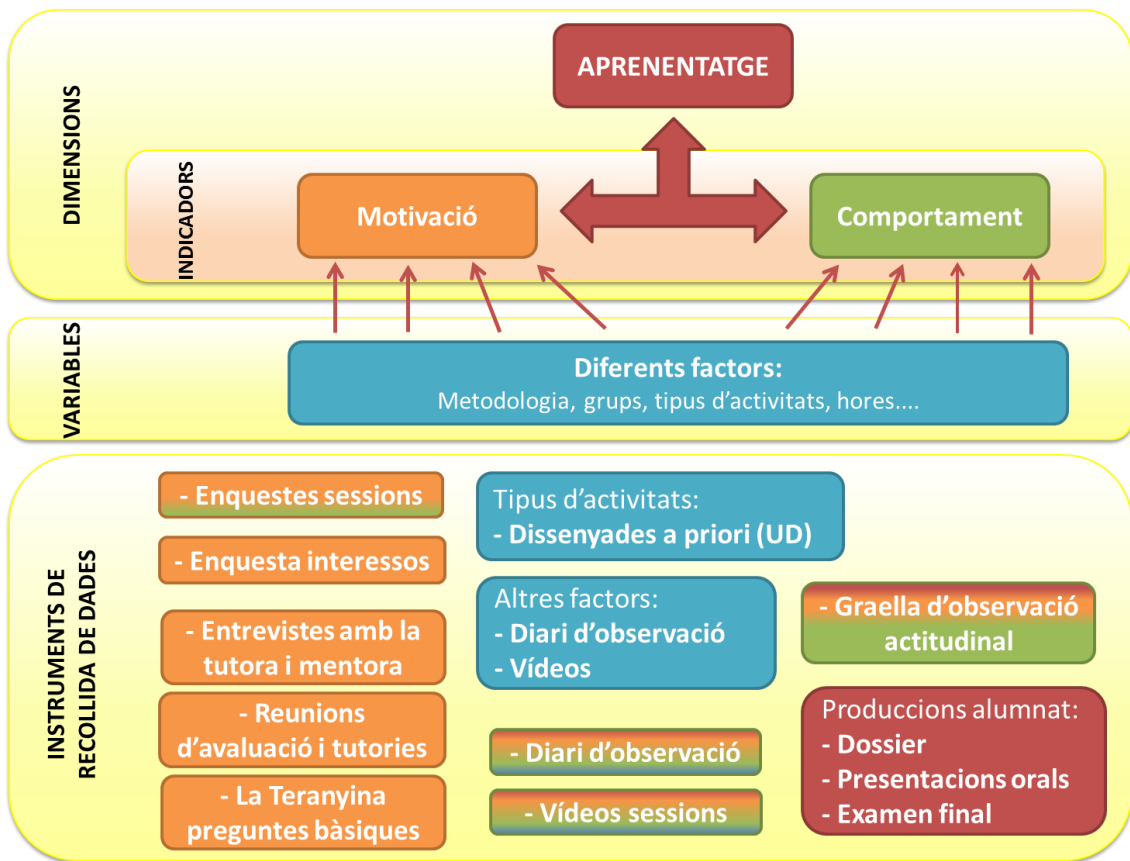 DIMENSIONS
APRENENTATGE
INDICADORS
Motivació
Comportament
VARIABLES
Diferents factors:
Metodologia, grups, tipus d’activitats, hores....
INSTRUMENTS DE
RECOLLIDA DE DADES
- Enquestes sessions
- Enquesta interessos
- Entrevistes amb la
tutora i mentora
- Reunions
d’avaluació i tutories
- La Teranyina
preguntes bàsiques
Tipus d’activitats:
- Dissenyades a priori (UD)
Altres factors:
- Diari d’observació
- Vídeos
- Diari d’observació
- Vídeos sessions
- Graella d’observació
actitudinal
Produccions alumnat:
- Dossier
- Presentacions orals
- Examen final